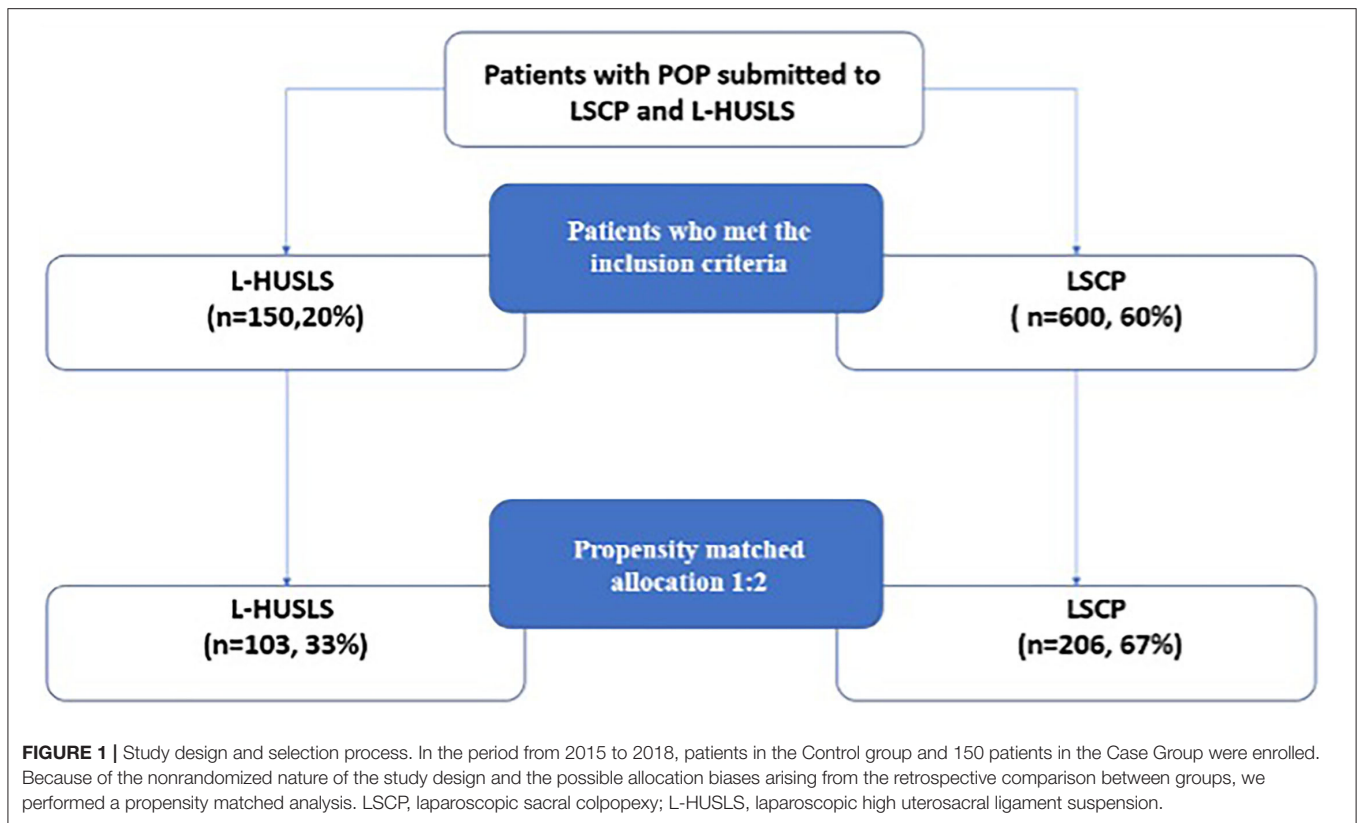 Patients with POP submitted to
LSCP and L-HUSLS
Patients who met the
inclusion criteria
L-HUSLS
(n=150,20%)
LSCP
( n=600, 60%)
Propensity matched
allocation 1:2
L-HUSLS
(n=103, 33%)
LSCP
(n=206, 67%)
FIGURE 1 | Study design and selection process. In the period from 2015 to 2018, patients in the Control group and 150 patients in the Case Group were enrolled.
Because of the nonrandomized nature of the study design and the possible allocation biases arising from the retrospective comparison between groups, we
performed a propensity matched analysis. LSCP, laparoscopic sacral colpopexy; L-HUSLS, laparoscopic high uterosacral ligament suspension.